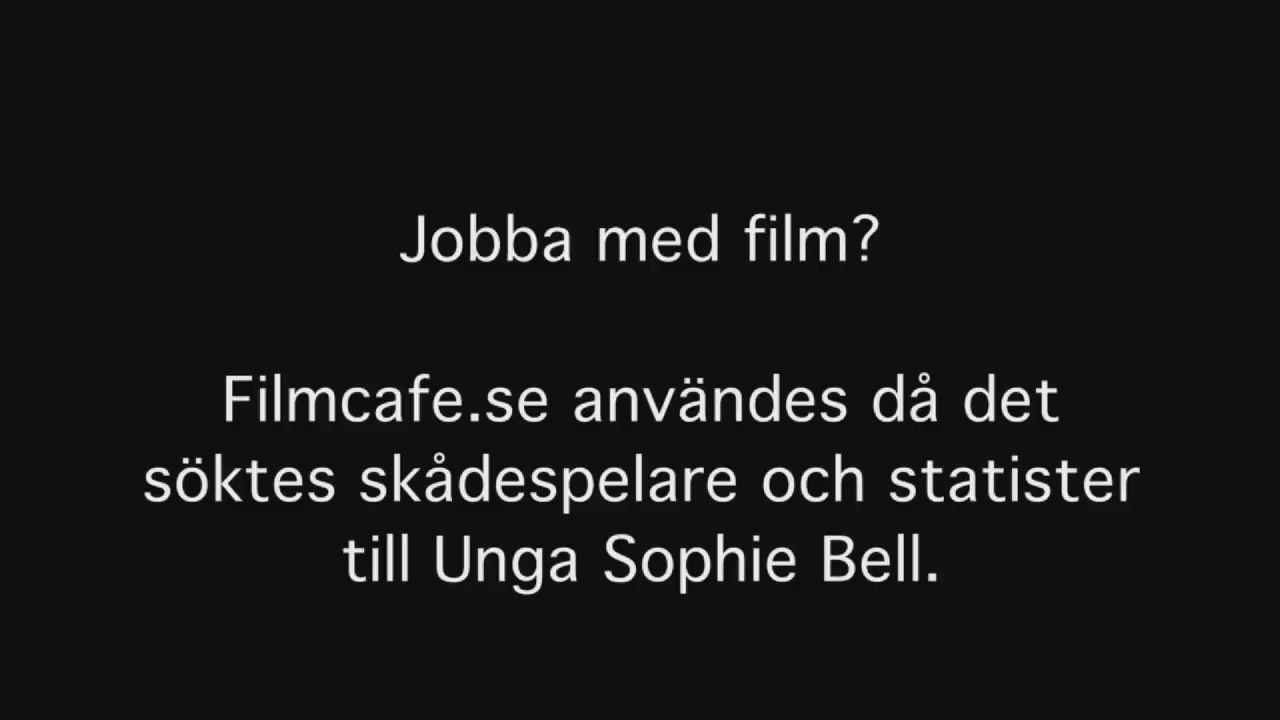 Jobba med film?
Filmcafe.se användes då det
söktes skådespelare och statister
till Unga Sophie Bell.